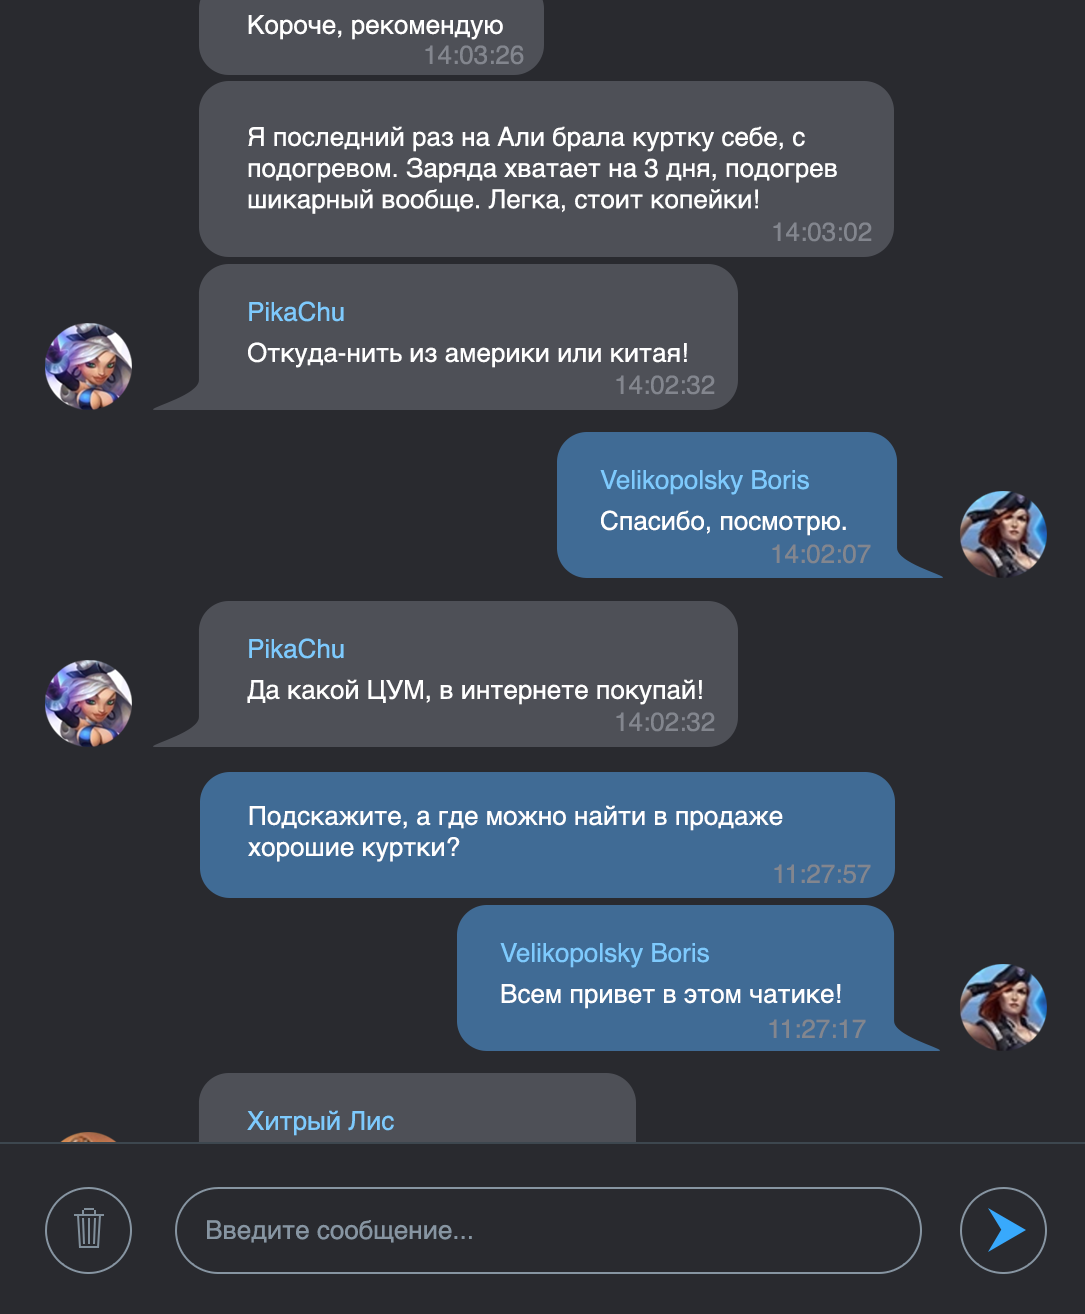 Короче, рекомендую
14:03:26
Я последний раз на Али брала куртку себе, с
подогревом. Заряда хватает на 3 дня, подогрев
шикарный вообще. Легка, стоит копейки!
14:03:02
PikaChu
Откуда-нить из америки или китая!
14:02:32
Velikopolsky Boris
Спасибо, посмотрю.
14:02:07
PikaChu
Да какой ЦУМ, в интернете покупай!
14:02:32
Подскажите, а где можно найти в продаже
хорошие куртки?
11:27:57
Velikopolsky Boris
Всем привет в этом чатике!
11:27:17
Хитрый Лис
Введите сообщение...